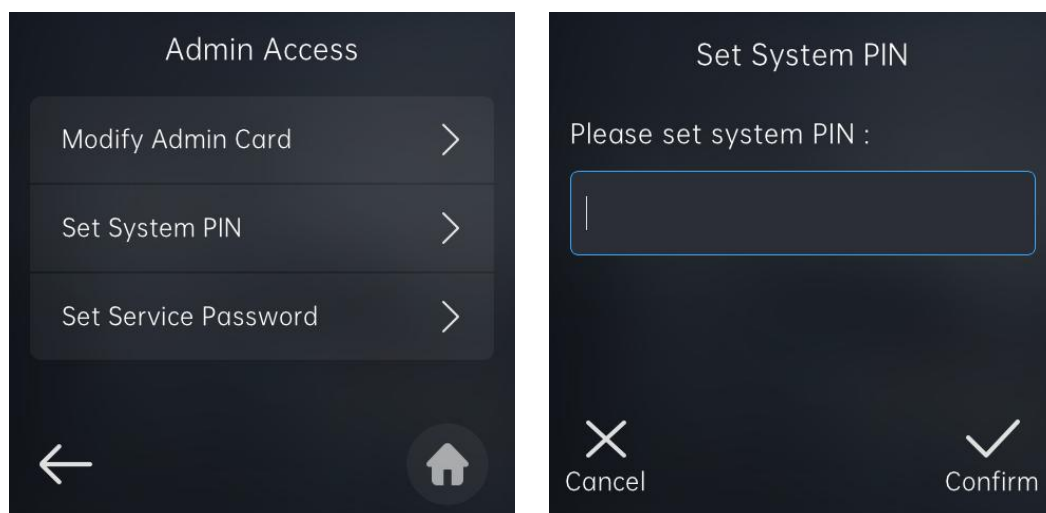 Admin Access
Modify Admin Card
Set System PIN
Set Service Password
Set System PIN
Please set system PIN :
Cancel
Confirm